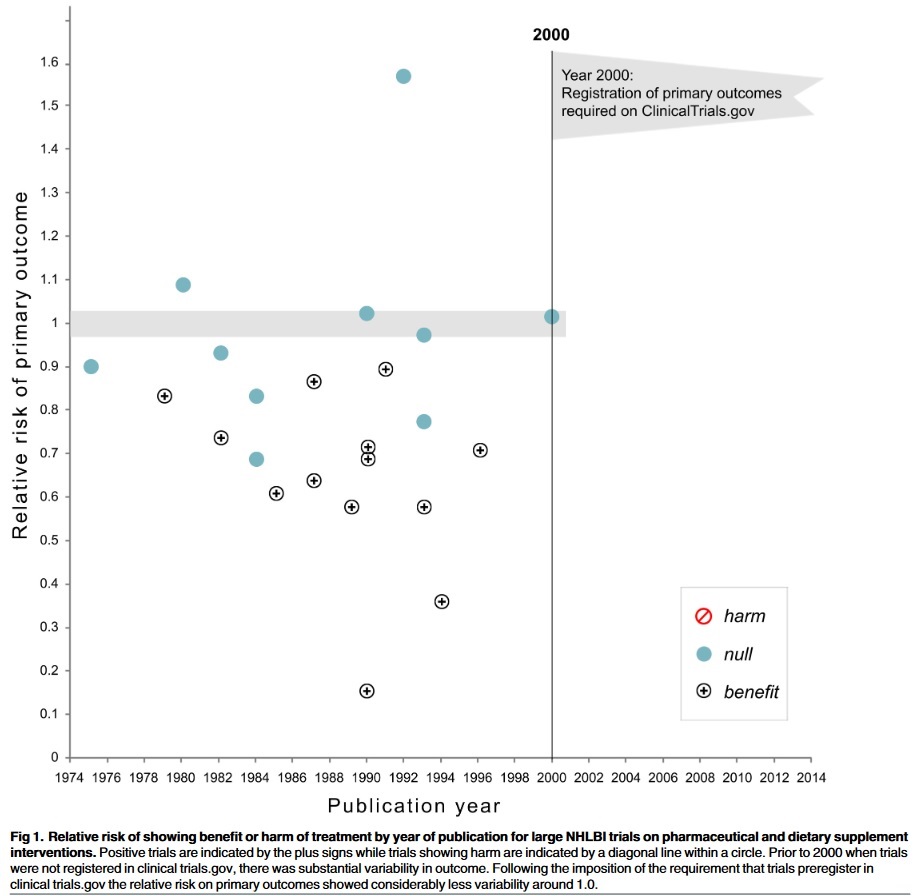 2000
Year 2000:
Registration of primary outcomes
required on ClinicalTrials.gov
Relative risk of primary outcome
1.6
1.5
1.4
1.3
1.2
1.1
1
0.9
0.8
0.7
0.6
0.5
0.4
0.3
0.2
0.1
0
harm
null
benefit
1974 1976 1978 1980 1982 1984 1986 1988 1990 1992 1994 1996 1998 2000 2002 2004 2006 2008 2010 2012 2014
Publication year
Fig 1. Relative risk of showing benefit or harm of treatment by year of publication for large NHLBI trials on pharmaceutical and dietary supplement
interventions. Positive trials are indicated by the plus signs while trials showing harm are indicated by a diagonal line within a circle. Prior to 2000 when trials
were not registered in clinical trials.gov, there was substantial variability in outcome. Following the imposition of the requirement that trials preregister in
clinical trials.gov the relative risk on primary outcomes showed considerably less variability around 1.0.